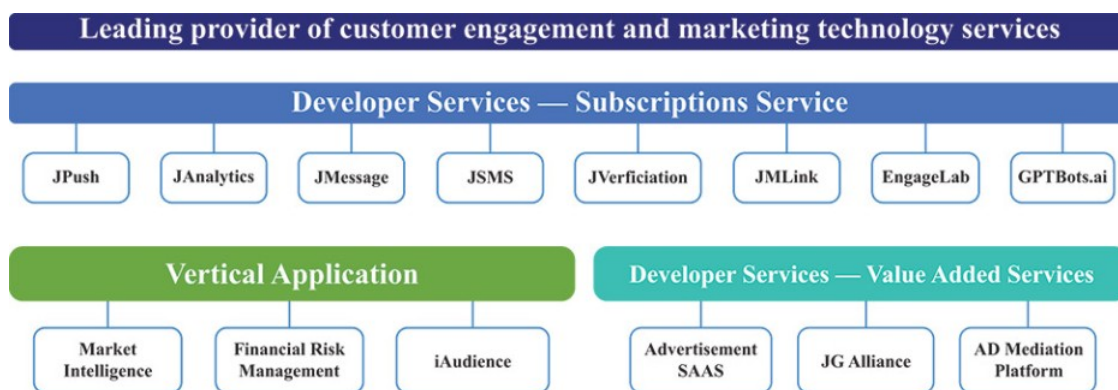 Leading provider of customer engagement and marketing technology services
Developer Services — Subscriptions Service
JPush
JAnalytics
JMessage
JSMS
JVerficiation
JMLink
EngageLab
GPTBots.ai
Vertical Application
Developer Services — Value Added Services
Market
Intelligence
Financial Risk
Management
iAudience
Advertisement
SAAS
JG Alliance
AD Mediation
Platform